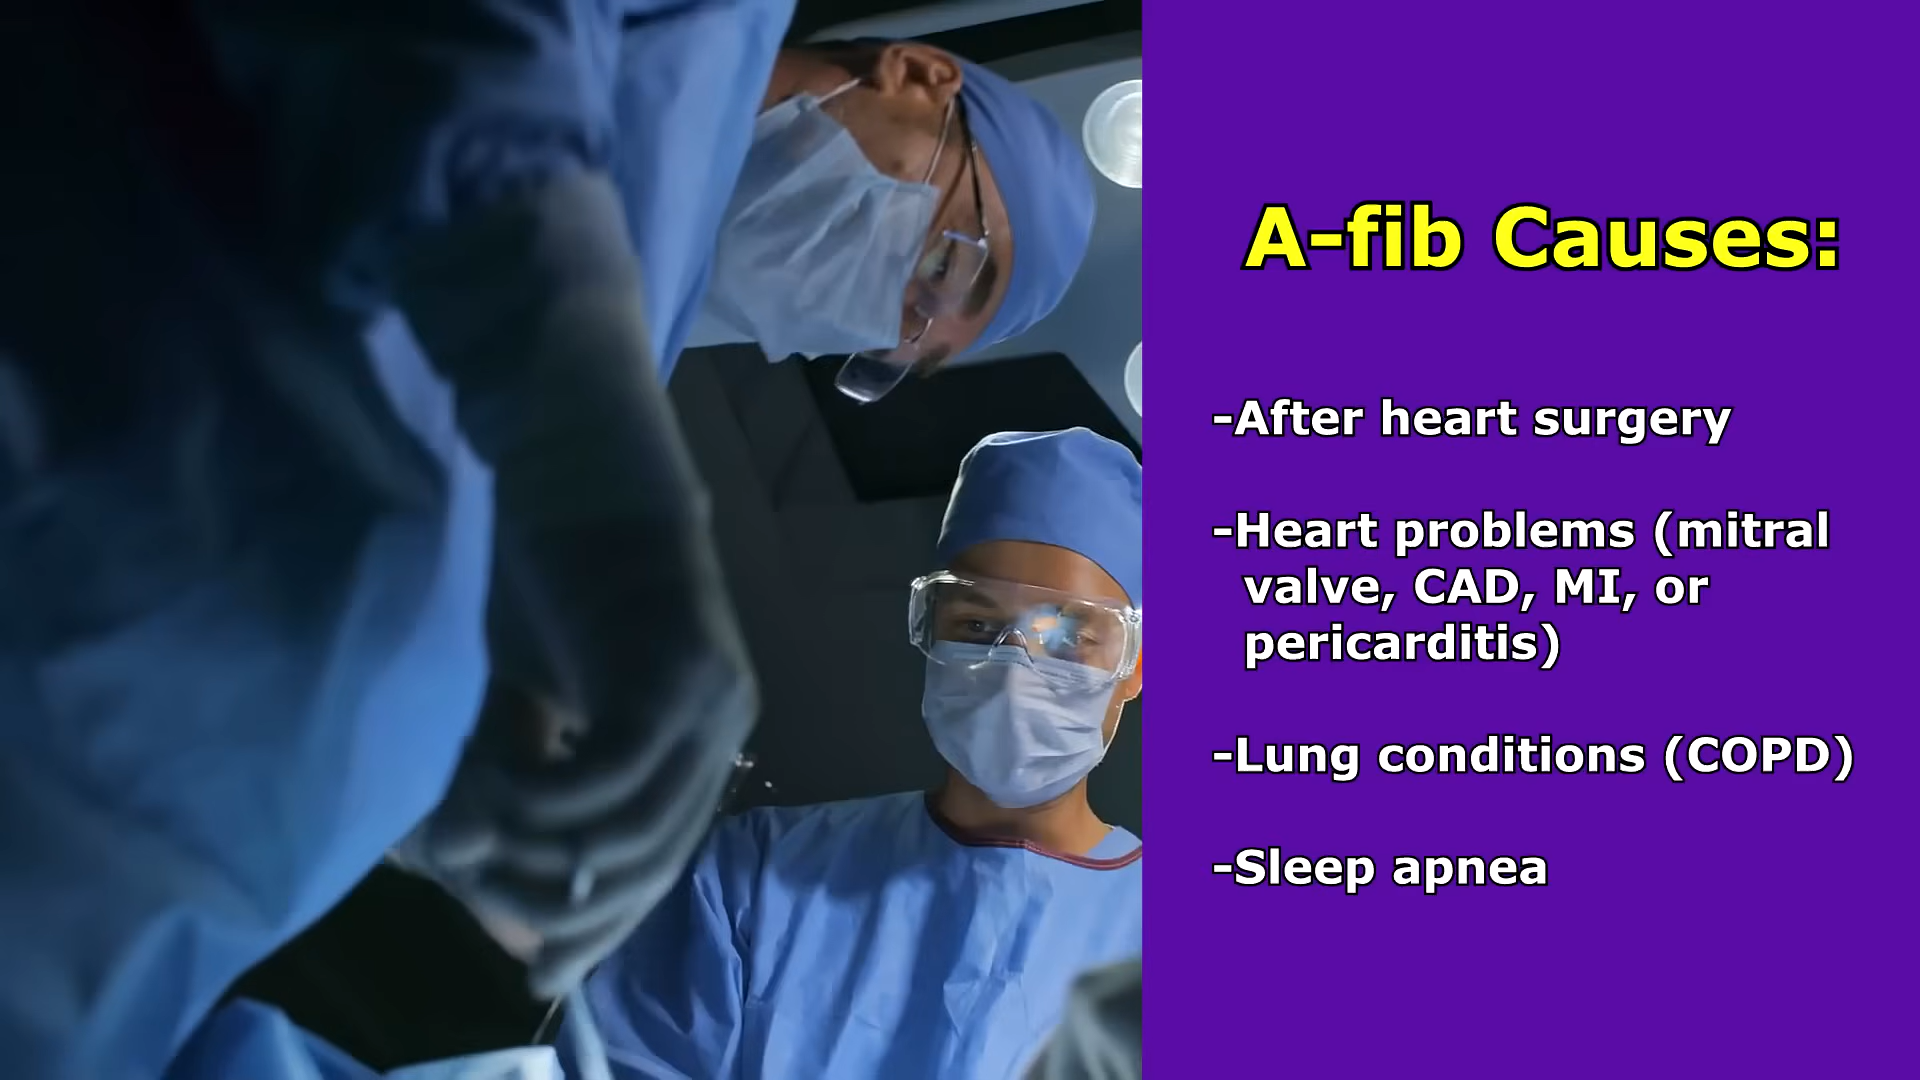 A-fib Causes:
-After heart surgery
-Heart problems (mitral
valve, CAD, MI, or
pericarditis)
-Lung conditions (COPD)
-Sleep apnea